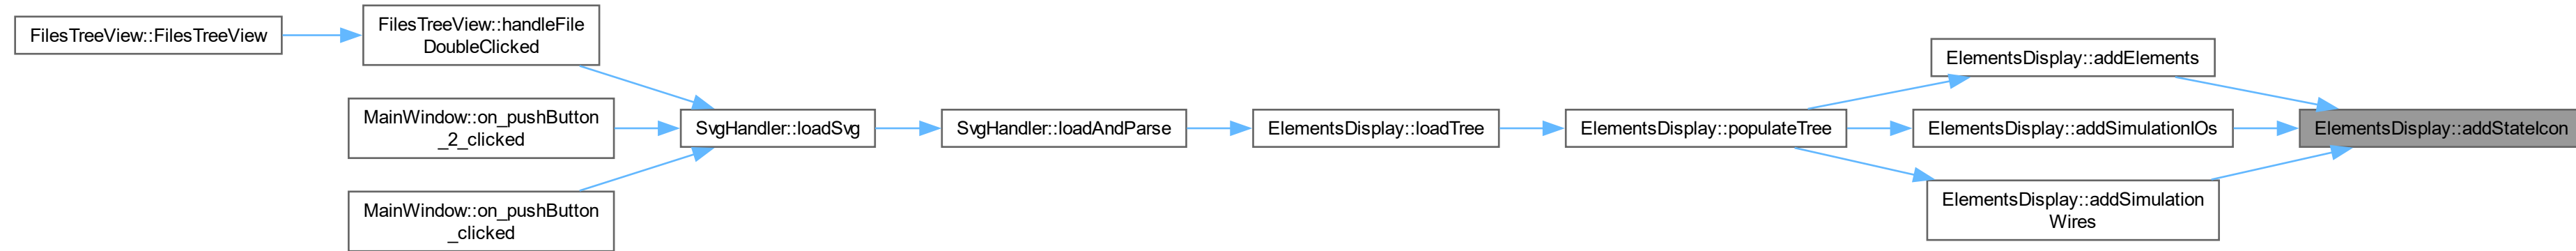 FilesTreeView::FilesTreeView
FilesTreeView::handleFile
DoubleClicked
MainWindow::on_pushButton
_2_clicked
MainWindow::on_pushButton
_clicked
SvgHandler::loadSvg
SvgHandler::loadAndParse
ElementsDisplay::loadTree
ElementsDisplay::populateTree
ElementsDisplay::addElements
ElementsDisplay::addSimulationIOs
ElementsDisplay::addSimulation
Wires
ElementsDisplay::addStateIcon